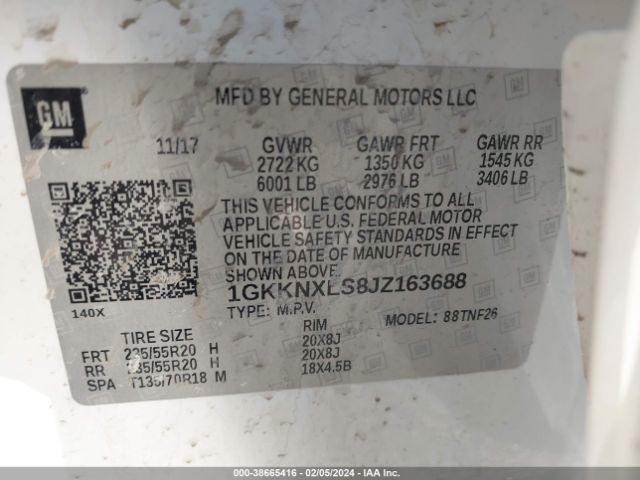 GM
MFD BY GENERAL MOTORS LLC
11/17 GVWR GAWR FRT GAWR RR
2722 KG 1350 KG 1545 KG
6001 LB 2976 LB 3406 LB
THIS VEHICLE CONFORMS TO ALL
APPLICABLE U.S. FEDERAL MOTOR
VEHICLE SAFETY STANDARDS IN EFFECT
ON THE DATE OF MANUFACTURE
SHOWN ABOVE.
1GKKNXLS8JZ163688
140X TYPE: M.P.V. MODEL: 88TNF26
TIRE SIZE RIM
FRT 235/55R20 H 20X8J
RR 235/55R20 H 20X8J
SPA T135/70R18 M 18X4.5B
000-38665416 - 02/05/2024 - IAA Inc.